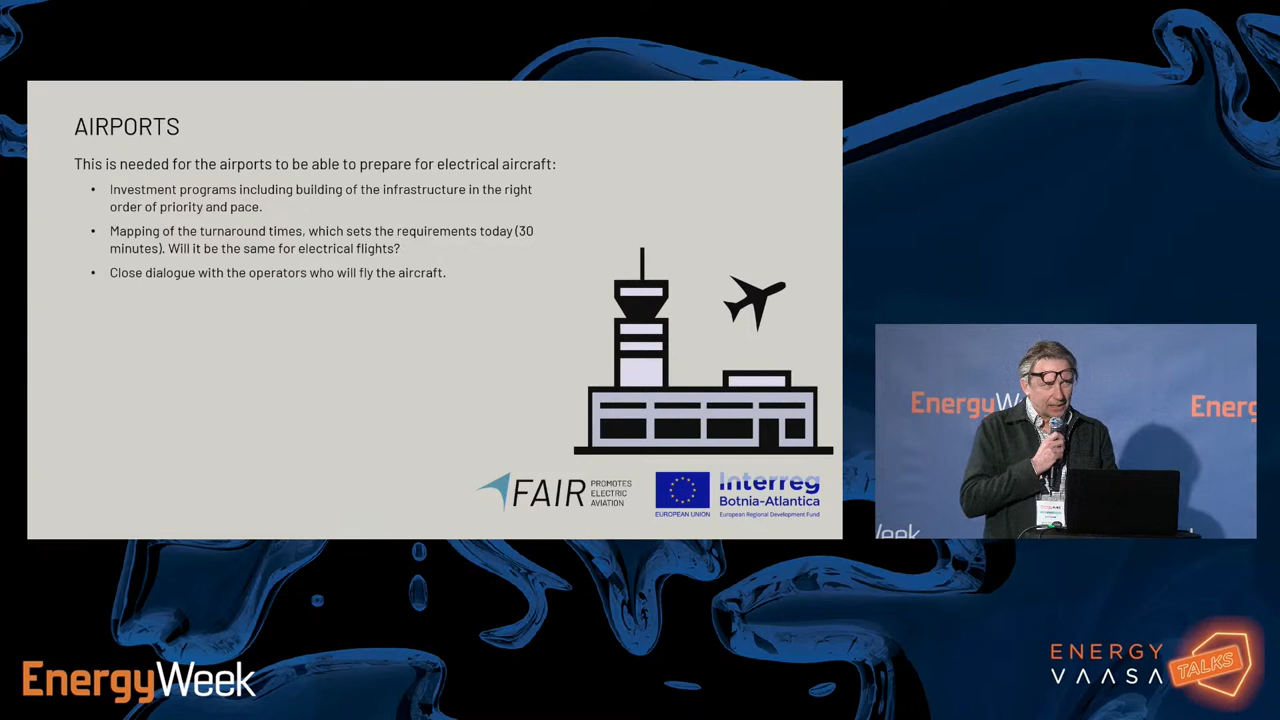 AIRPORTS
This is needed for the airports to be able to prepare for electrical aircraft:
• Investment programs including building of the infrastructure in the right
order of priority and pace.
• Mapping of the turnaround times, which sets the requirements today (30
minutes). Will it be the same for electrical flights?
• Close dialogue with the operators who will fly the aircraft.
FAIR PROMOTES
ELECTRIC
AVIATION
EUROPEAN UNION
Interreg
Botnia-Atlantica
European Regional Development Fund
EnergyWe
Energy
Week
EnergyWeek
ENERGY
VAASA
TALKS